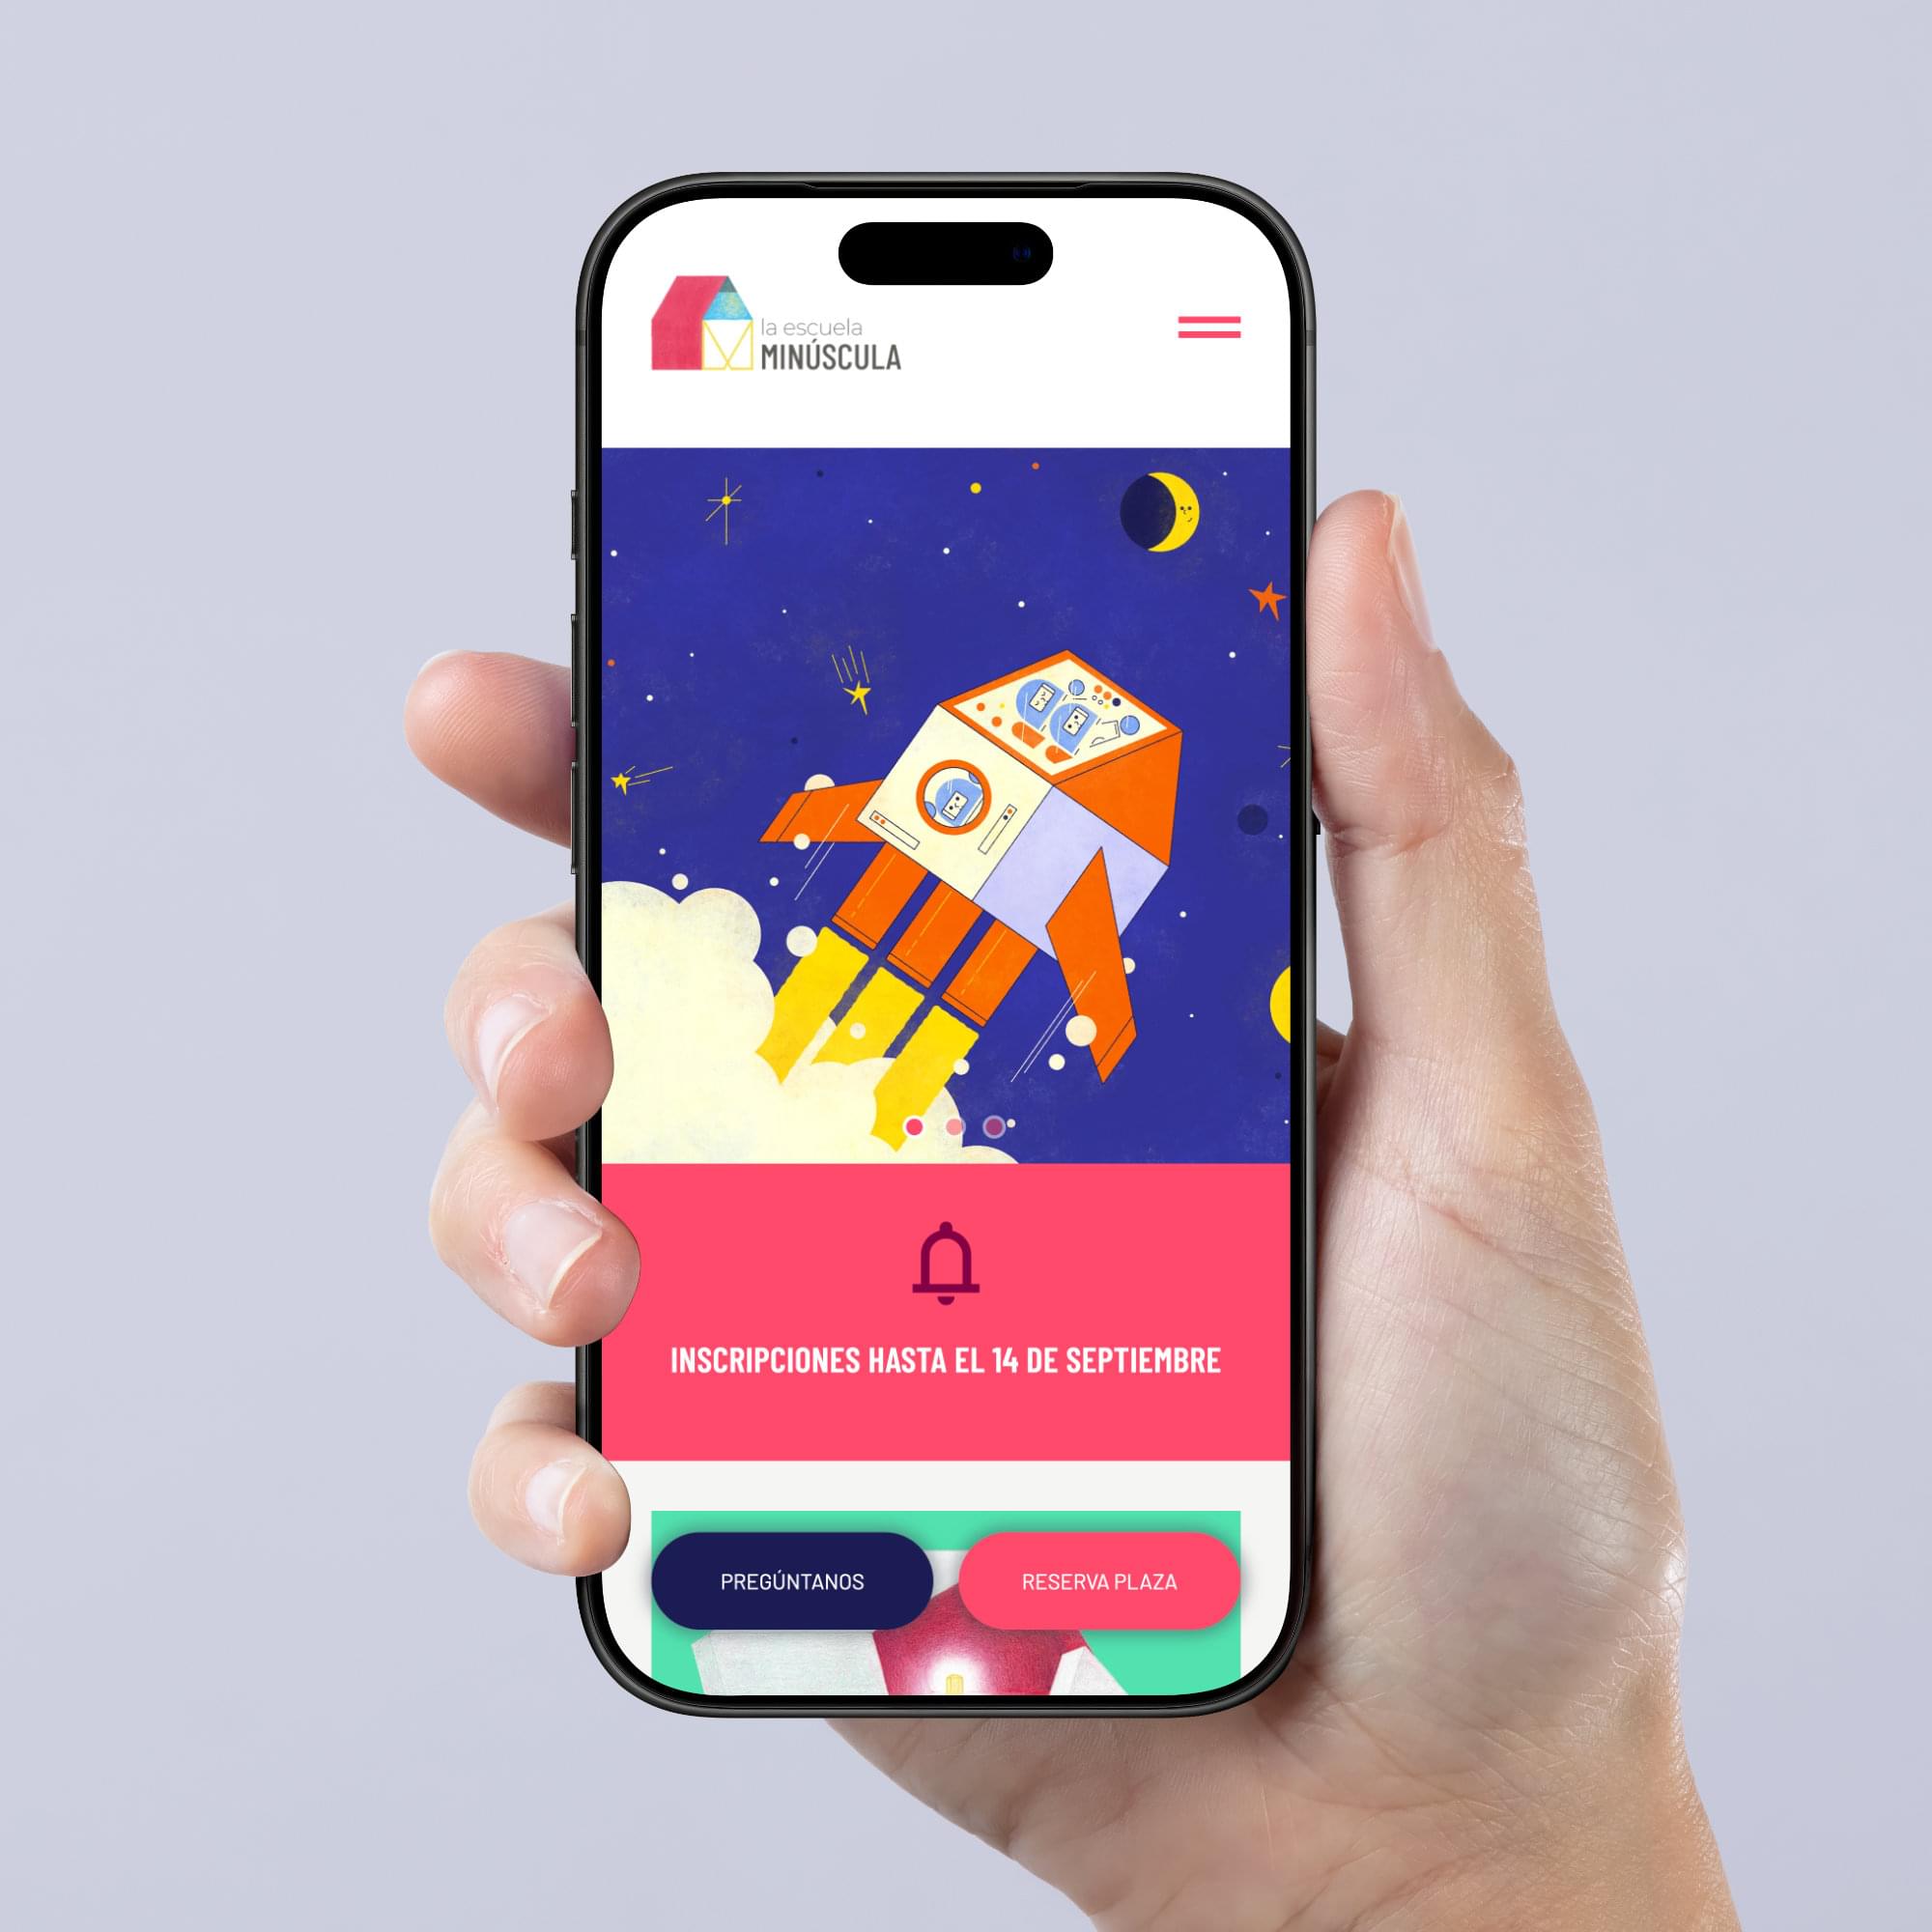 la escuela
MINÚSCULA
INSCRIPCIONES HASTA EL 14 DE SEPTIEMBRE
PREGÚNTANOS
RESERVA PLAZA